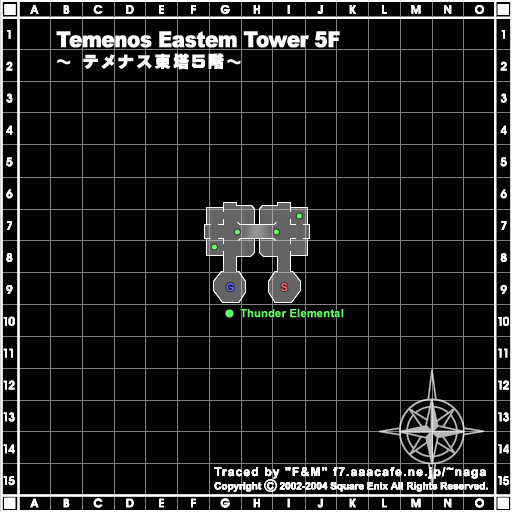 A B C D E F G H I J K L M N O
Temenos Eastem Tower 5F
～ テメナス東塔５階～
1 1
2 2
3 3
4 4
5 5
6 6
7 7
8 8
9 G S 9
Thunder Elemental
10 10
11 11
12 12
13 13
14 14
Traced by "F&M" f7.aaacafe.ne.jp/~naga
15 Copyright Ⓒ 2002-2004 Square Enix All Rights Reserved. 15
A B C D E F G H I J K L M N O